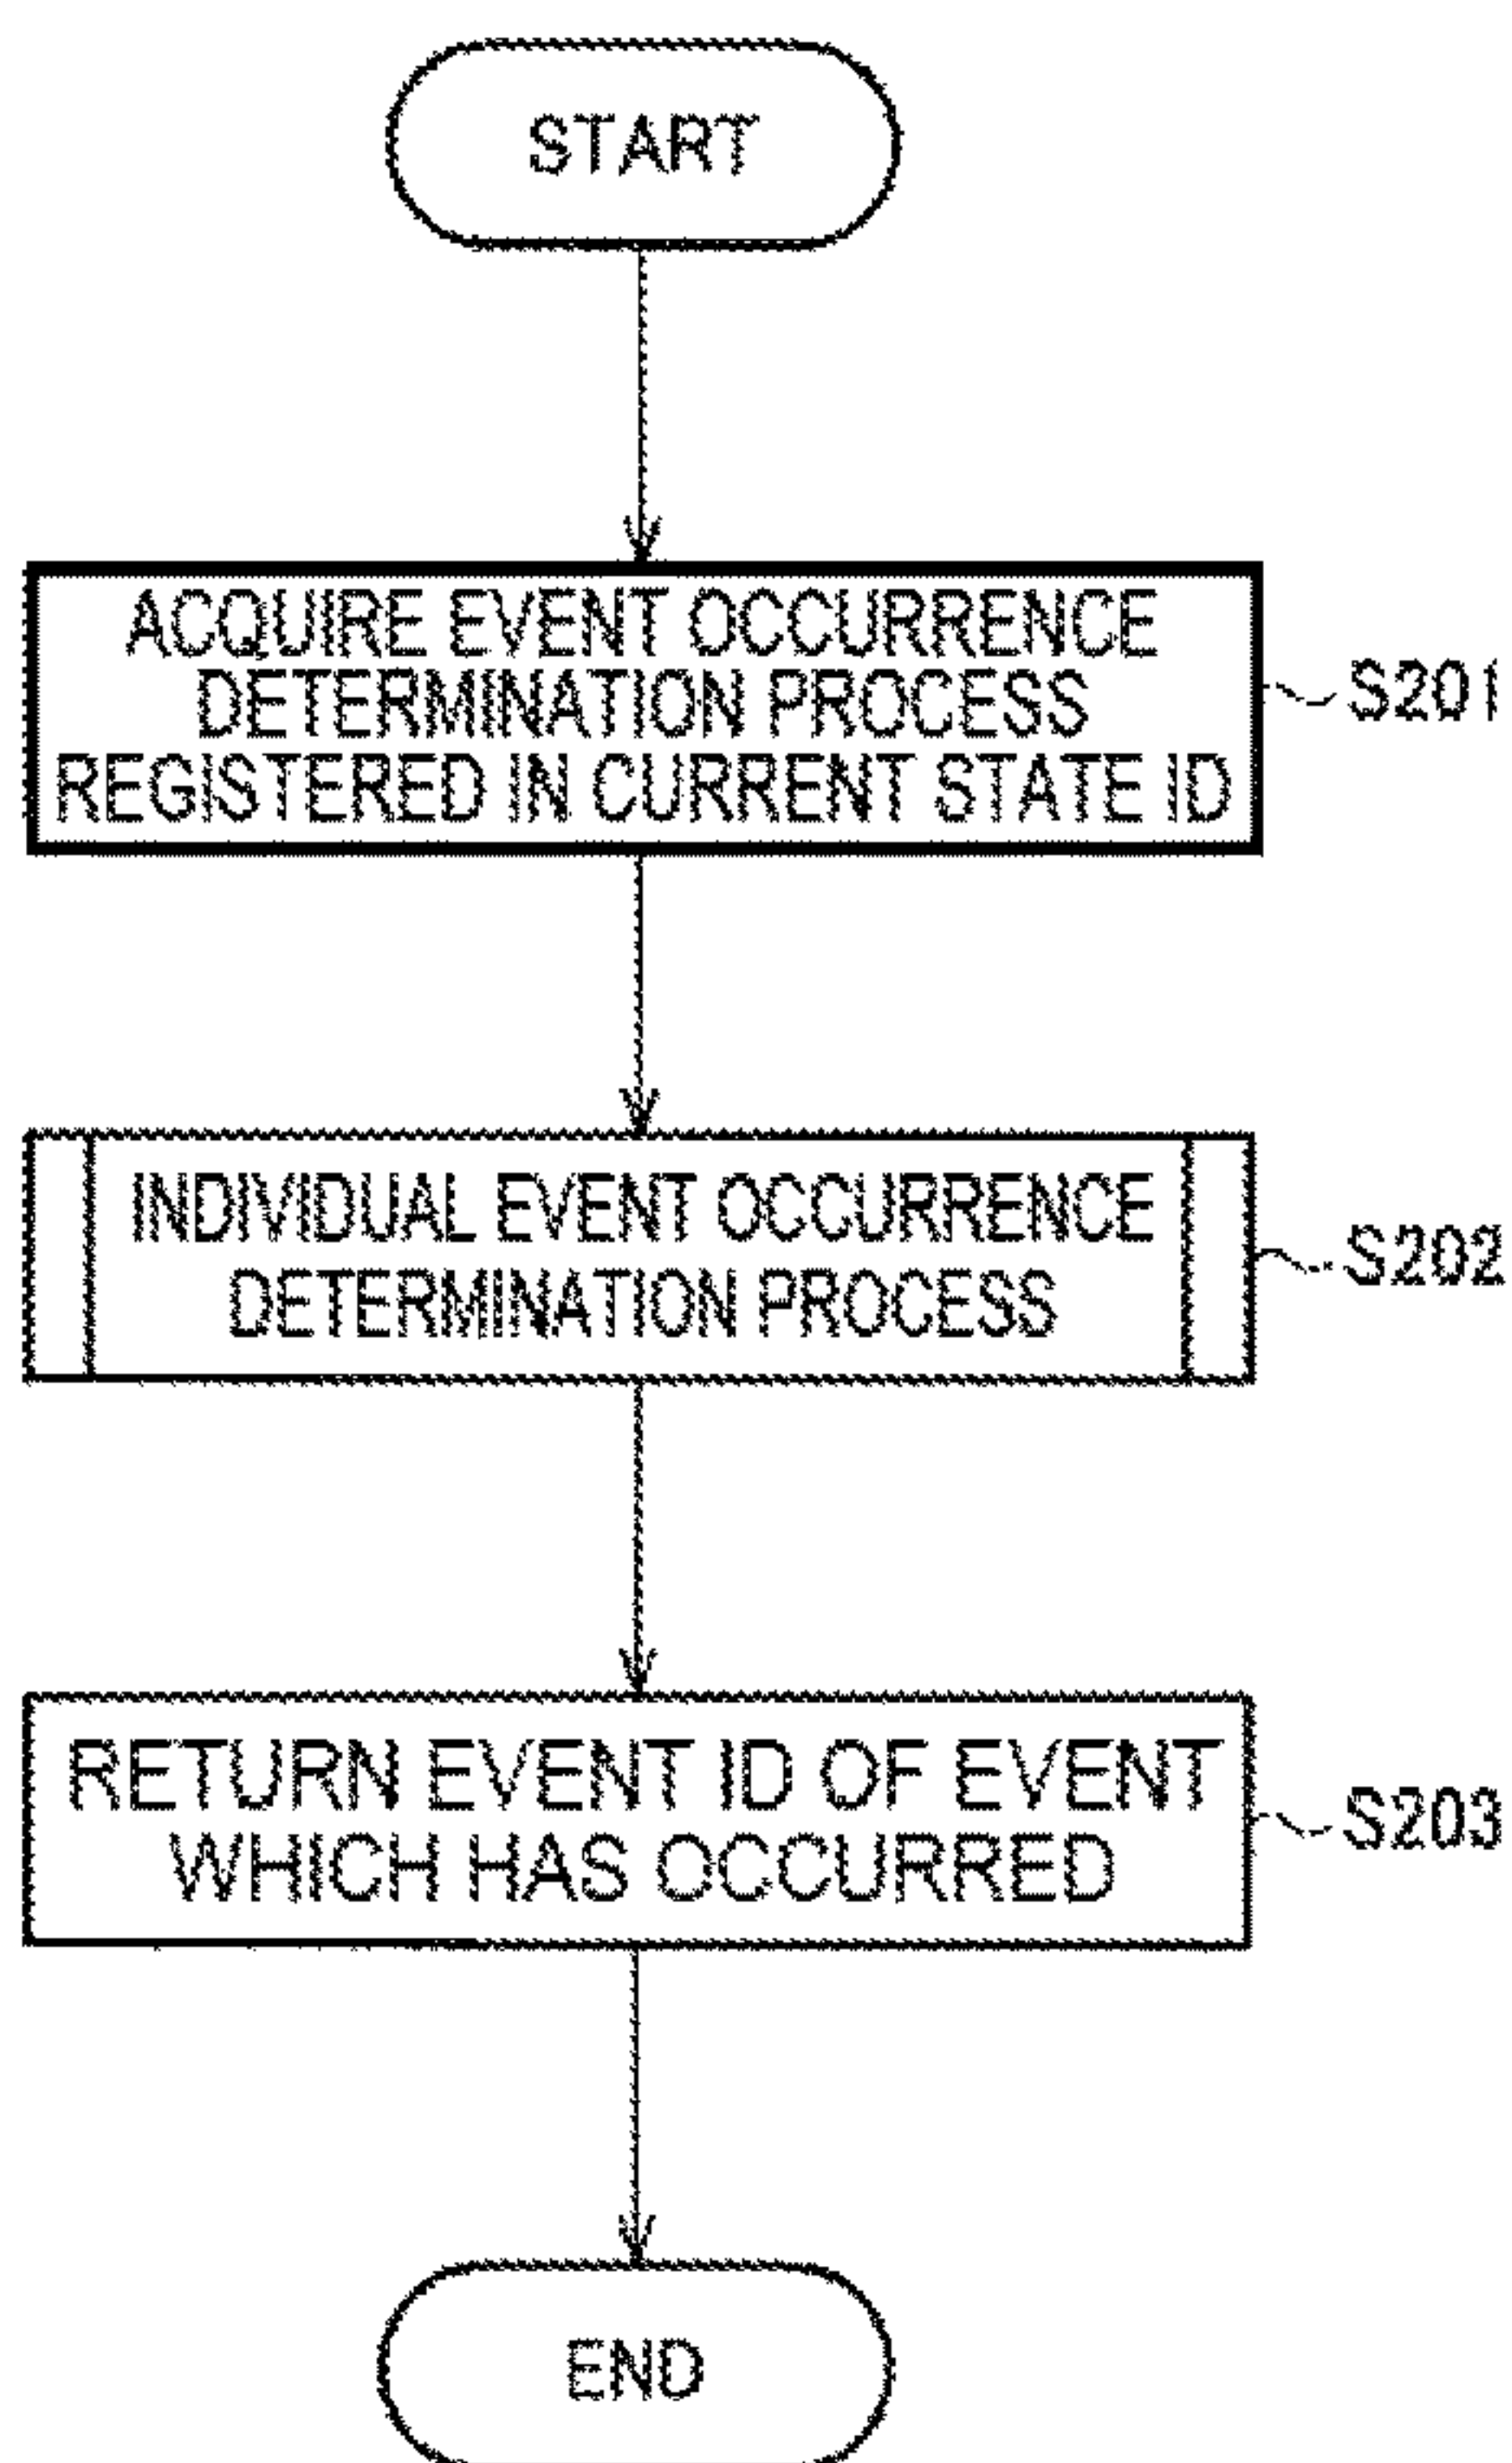 START
ACQUIRE EVENT OCCURRENCE
DETERMINATION PROCESS
REGISTERED IN CURRENT STATE ID
S201
INDIVIDUAL EVENT OCCURRENCE
DETERMINATION PROCESS
S202
RETURN EVENT ID OF EVENT
WHICH HAS OCCURRED
S203
END